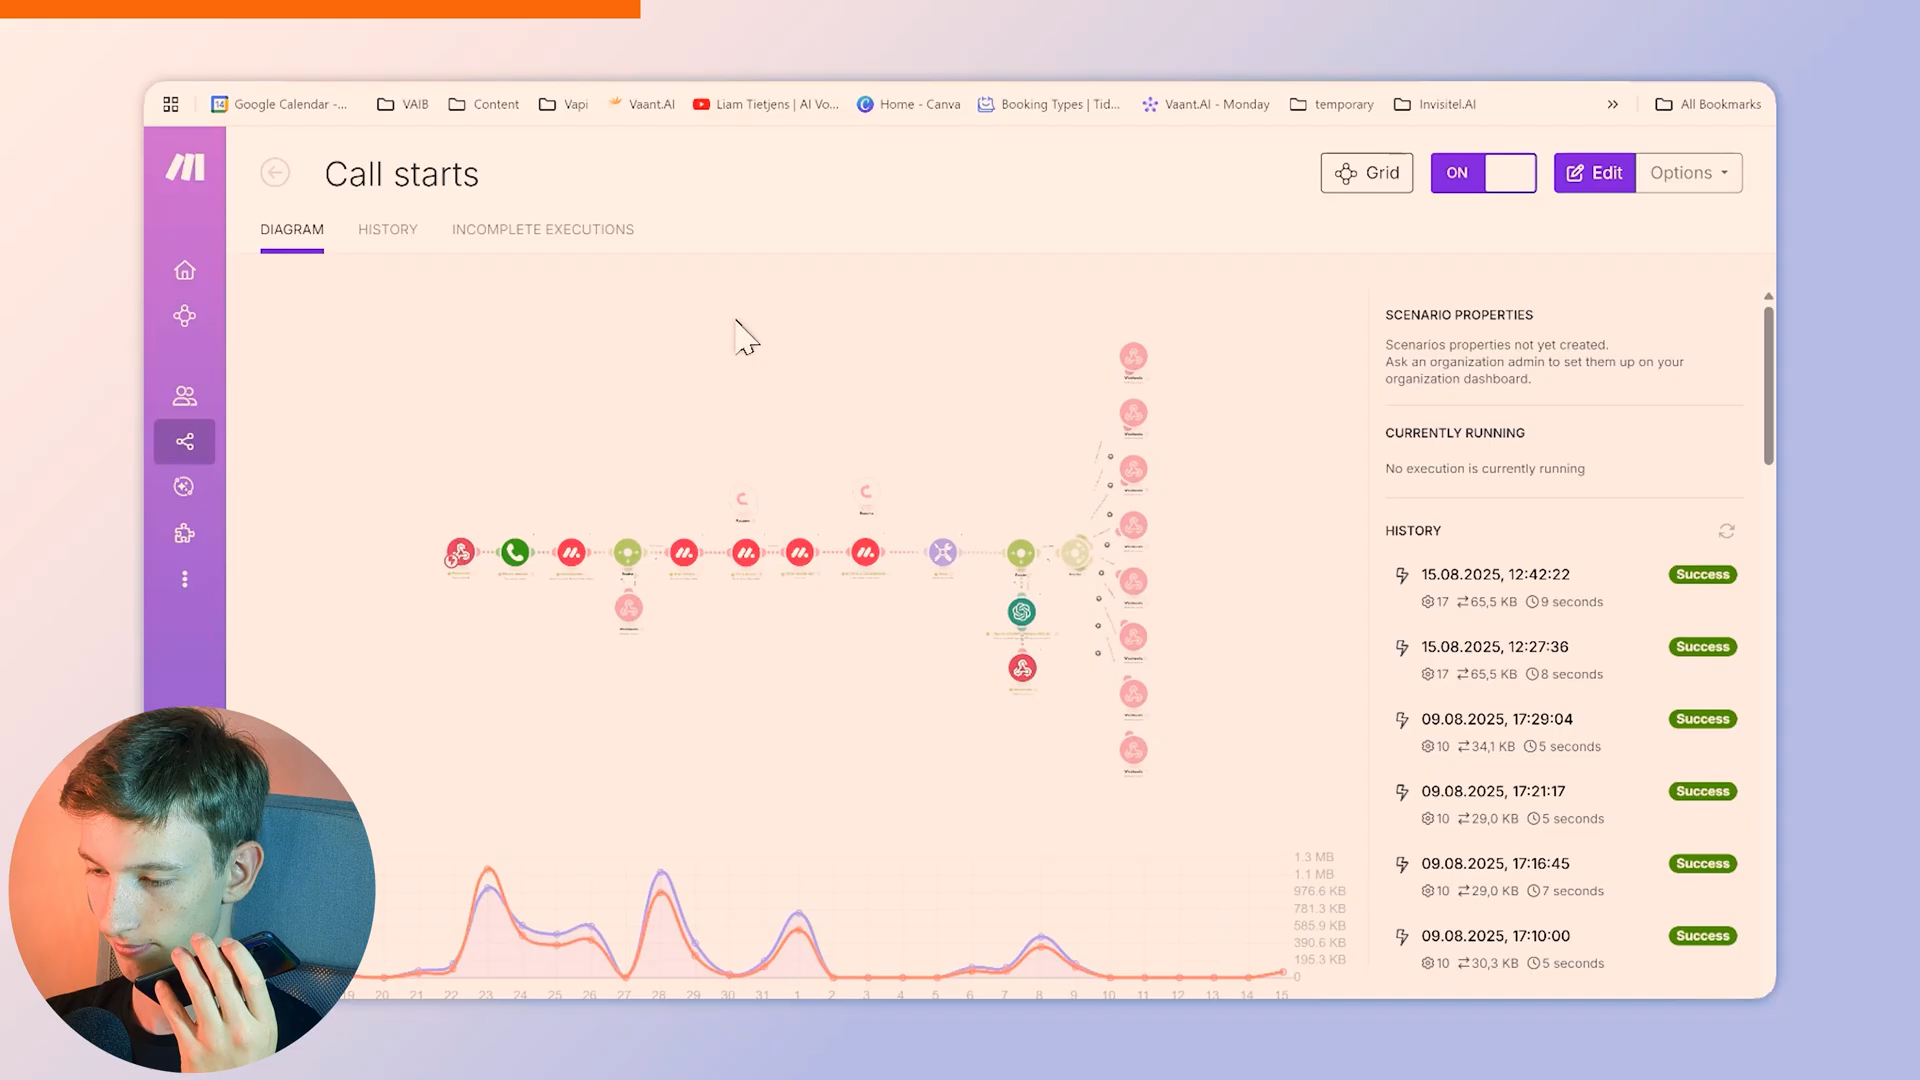 Google Calendar -...
VAIB
Content
Vapi
Vaant.AI
Liam Tietjens | AI Vo...
Home - Canva
Booking Types | Tid...
Vaant.AI - Monday
temporary
Invisitel.AI
All Bookmarks
Call starts
Grid
ON
Edit
Options
DIAGRAM
HISTORY
INCOMPLETE EXECUTIONS
SCENARIO PROPERTIES
Scenarios properties not yet created.
Ask an organization admin to set them up on your
organization dashboard.
CURRENTLY RUNNING
No execution is currently running
HISTORY
15.08.2025, 12:42:22 Success
17 65,5 KB 9 seconds
15.08.2025, 12:27:36 Success
17 65,5 KB 8 seconds
09.08.2025, 17:29:04 Success
10 34,1 KB 5 seconds
09.08.2025, 17:21:17 Success
10 29,0 KB 5 seconds
09.08.2025, 17:16:45 Success
10 29,0 KB 7 seconds
09.08.2025, 17:10:00 Success
10 30,3 KB 5 seconds
1.3 MB
1.1 MB
976.6 KB
781.3 KB
585.9 KB
390.6 KB
195.3 KB
0
19 20 21 22 23 24 25 26 27 28 29 30 31 1 2 3 4 5 6 7 8 9 10 11 12 13 14 15